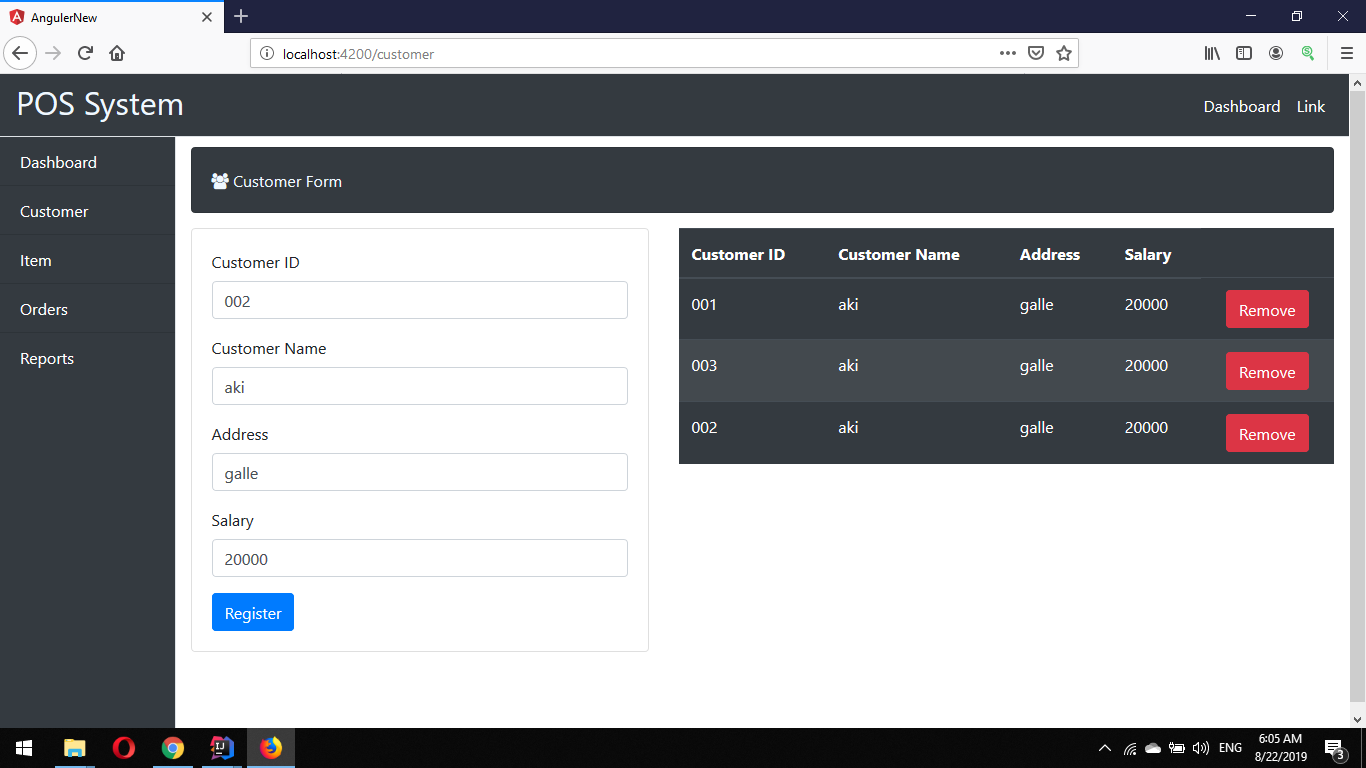 AngulerNew
localhost:4200/customer
POS System
Dashboard Link
Dashboard
Customer
Item
Orders
Reports
Customer Form
Customer ID
002
Customer Name
aki
Address
galle
Salary
20000
Register
Customer ID Customer Name Address Salary
001 aki galle 20000 Remove
003 aki galle 20000 Remove
002 aki galle 20000 Remove
IJ
ENG
6:05 AM
8/22/2019
3